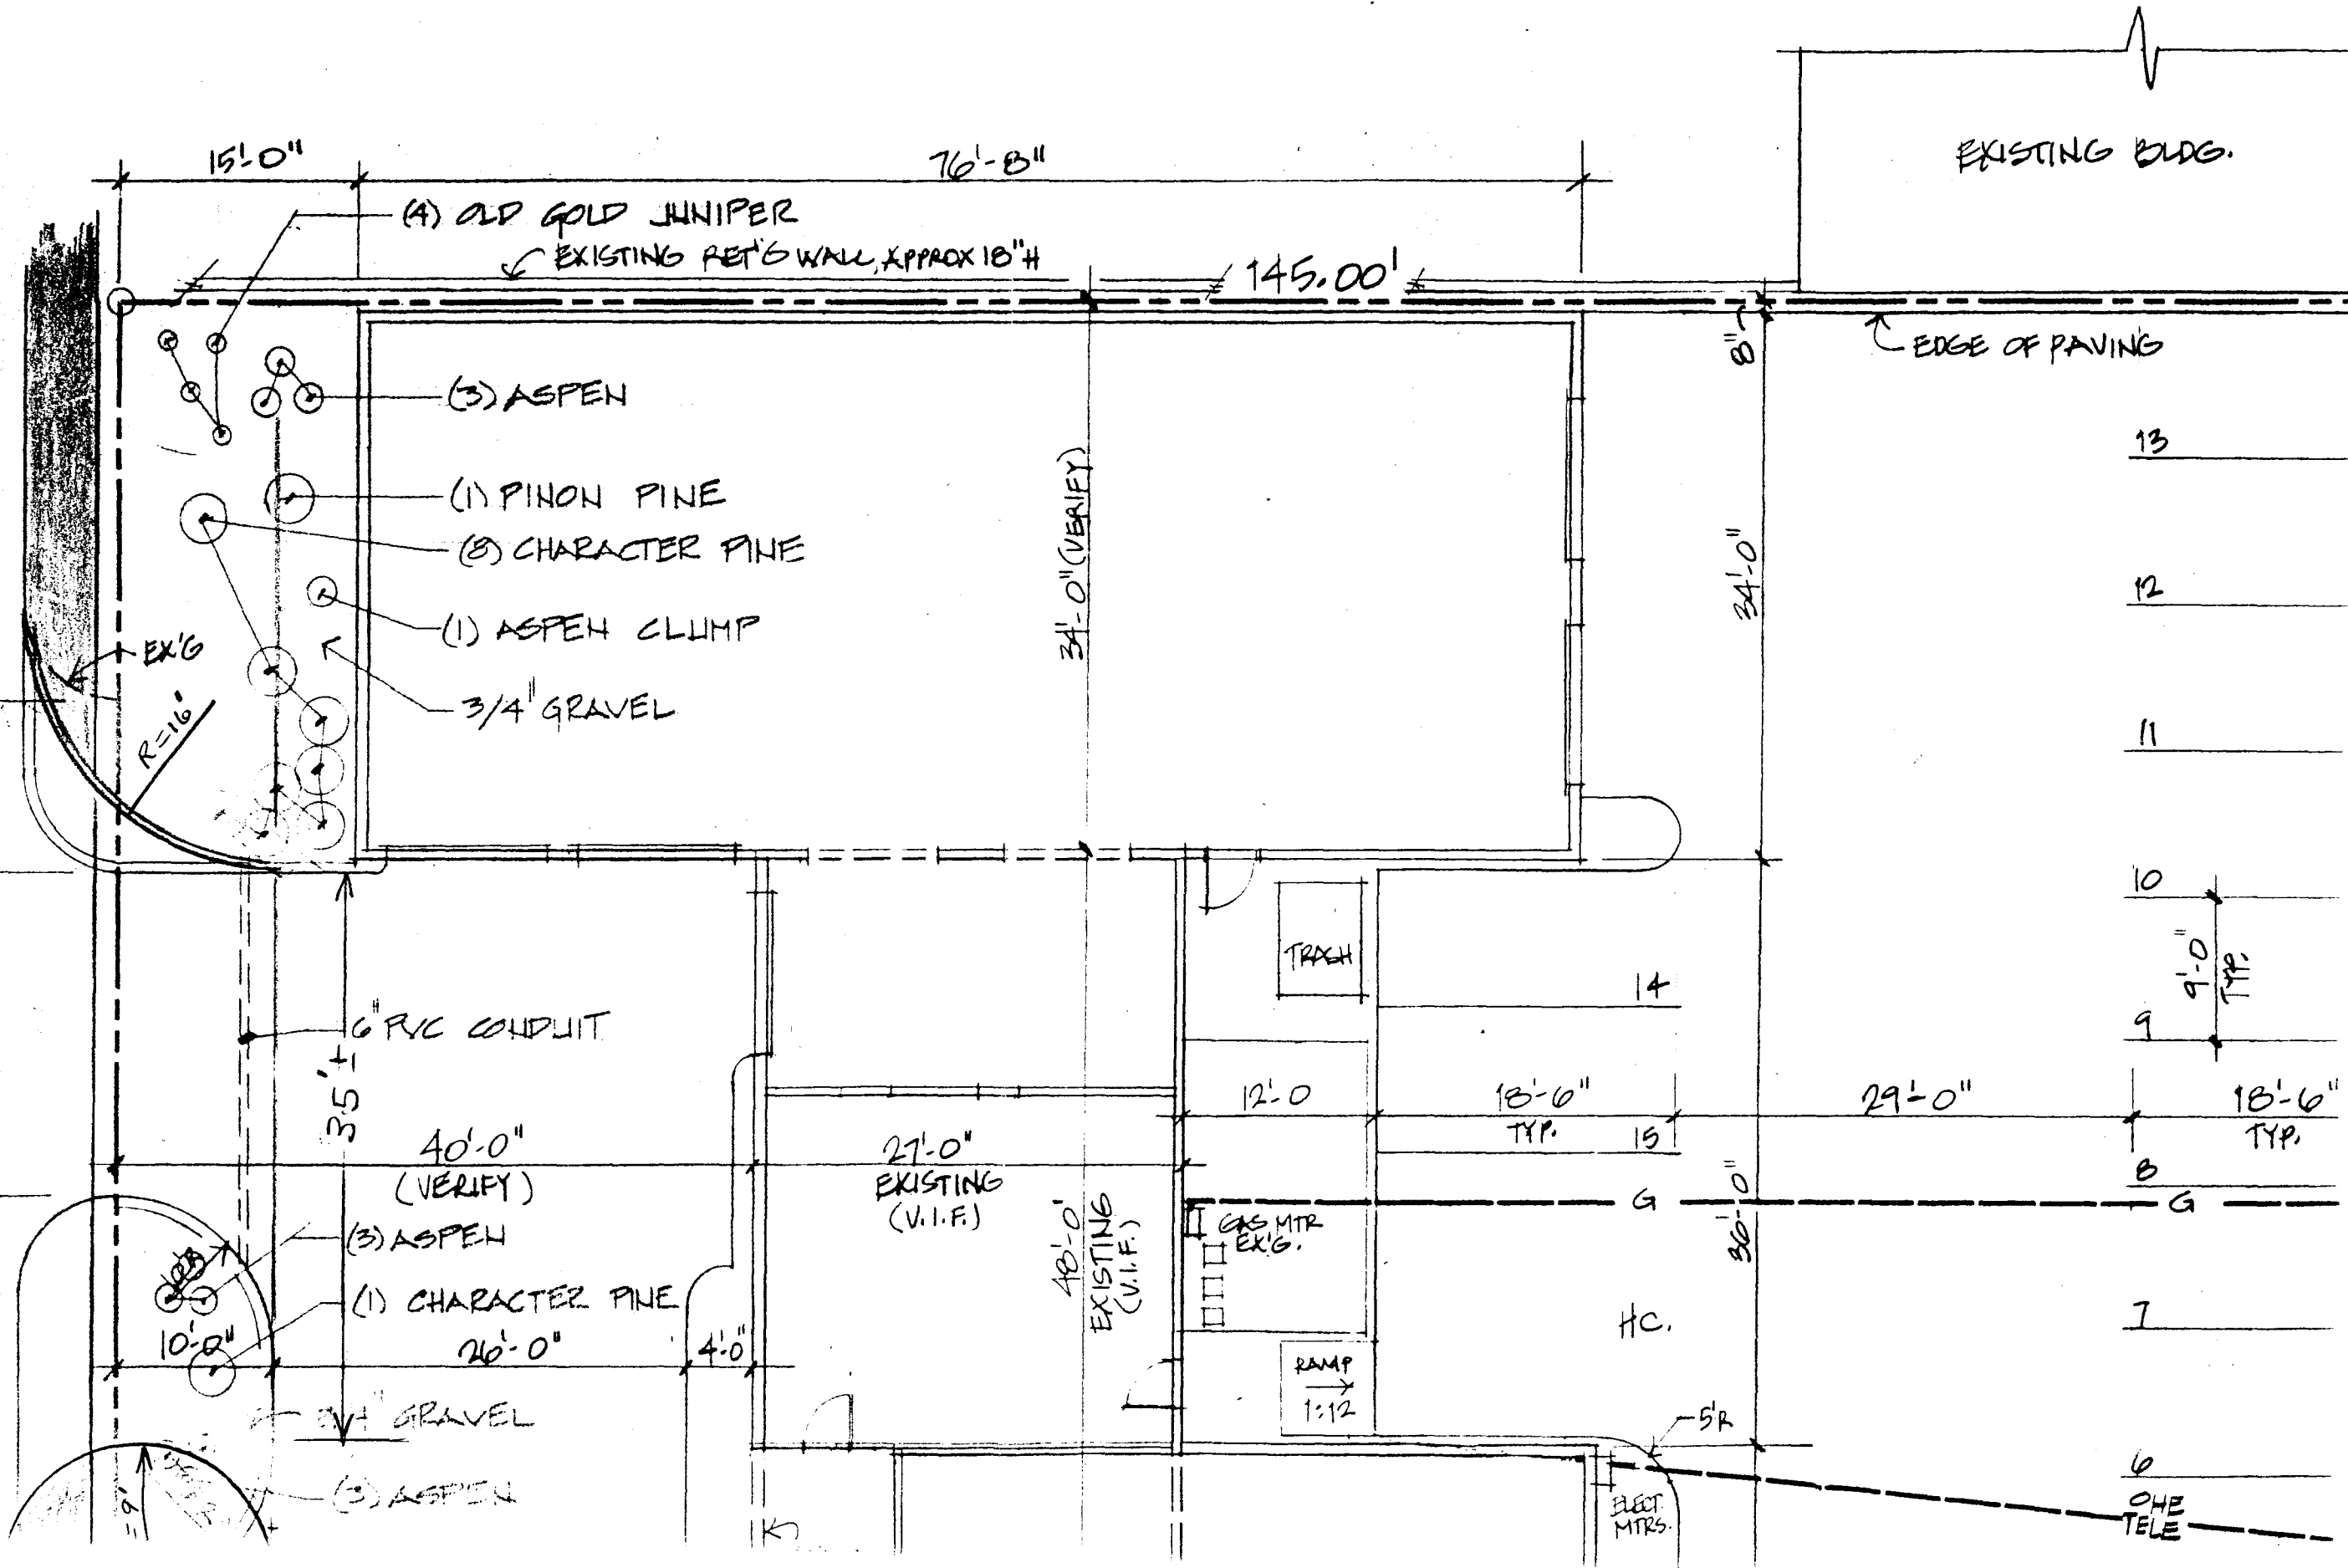 15'-0"
76'-8"
EXISTING BLDG.
(4) OLD GOLD JUNIPER
EXISTING RET'G WALL, APPROX 18"H
145.00'
8"
EDGE OF PAVING
(3) ASPEN
13
(1) PINON PINE
34'-0" (VERIFY)
(8) CHARACTER PINE
34'-0"
12
(1) ASPEN CLUMP
EX'G
3/4" GRAVEL
R=16'
11
10
TRASH
9'-0"
TYP.
14
6" PVC CONDUIT
9
35'±
12'-0
18'-6"
TYP.
29'-0"
18'-6"
TYP.
15
40'-0"
(VERIFY)
27'-0"
EXISTING
(V.I.F.)
8
G
G
36'-0"
48'-0'
EXISTING
(V.I.F.)
GAS MTR
EX'G.
(3) ASPEN
(1) CHARACTER PINE
HC.
7
10'-0"
26'-0"
4'-0"
RAMP
1:12
GRAVEL
5'R
6
(3) ASPEN
=9'
ELECT.
MTRS.
OHE
TELE